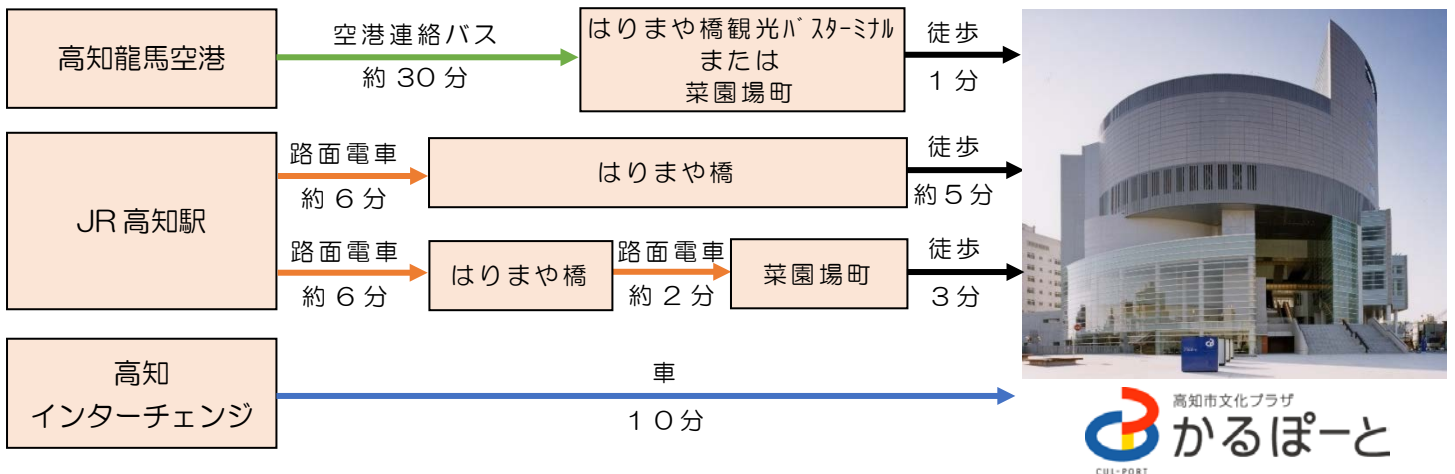 高知龍馬空港
空港連絡バス
約30分
はりまや橋観光バスターミナル
または
菜園場町
徒歩
1分
JR高知駅
路面電車
約6分
はりまや橋
徒歩
約5分
路面電車
約6分
はりまや橋
路面電車
約2分
菜園場町
徒歩
3分
高知
インターチェンジ
車
10分
高知市文化プラザ
かるぽーと
CUL-PORT